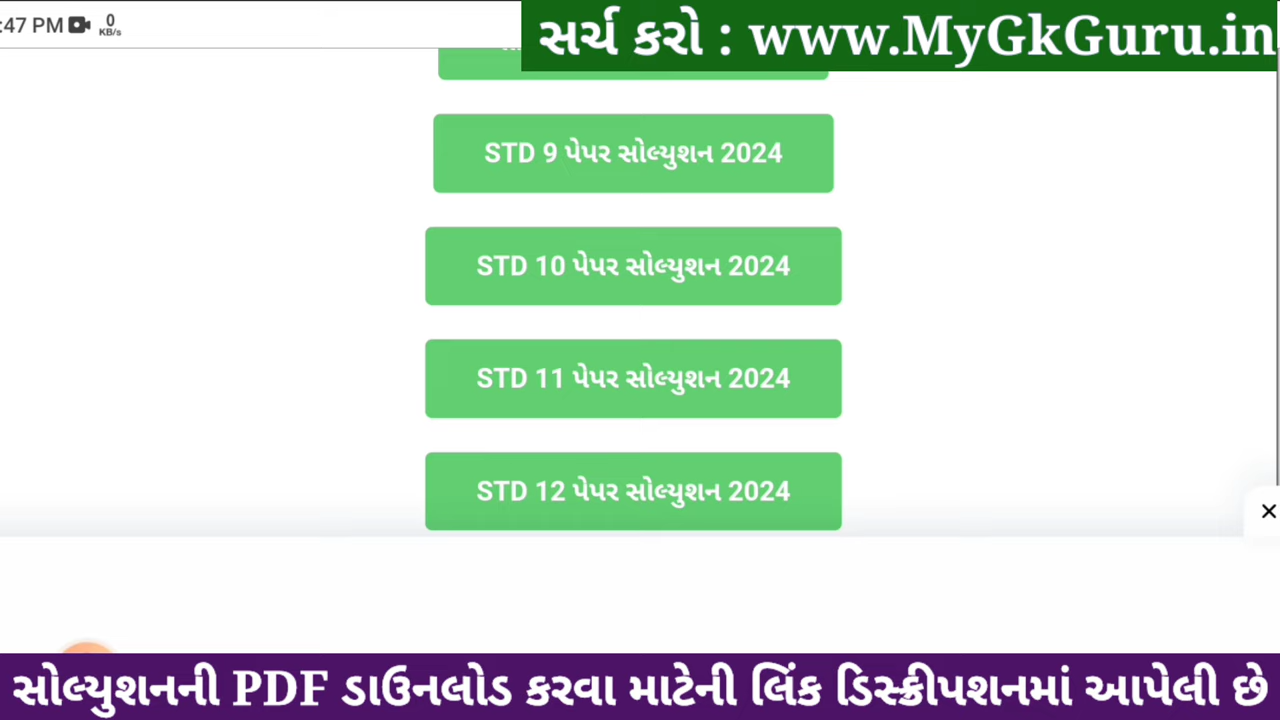 :47 PM 0 KB/s
સર્ચ કરો : www.MyGkGuru.in
STD 9 પેપર સોલ્યુશન 2024
STD 10 પેપર સોલ્યુશન 2024
STD 11 પેપર સોલ્યુશન 2024
STD 12 પેપર સોલ્યુશન 2024
સોલ્યુશનની PDF ડાઉનલોડ કરવા માટેની લિંક ડિસ્ક્રીપશનમાં આપેલી છે